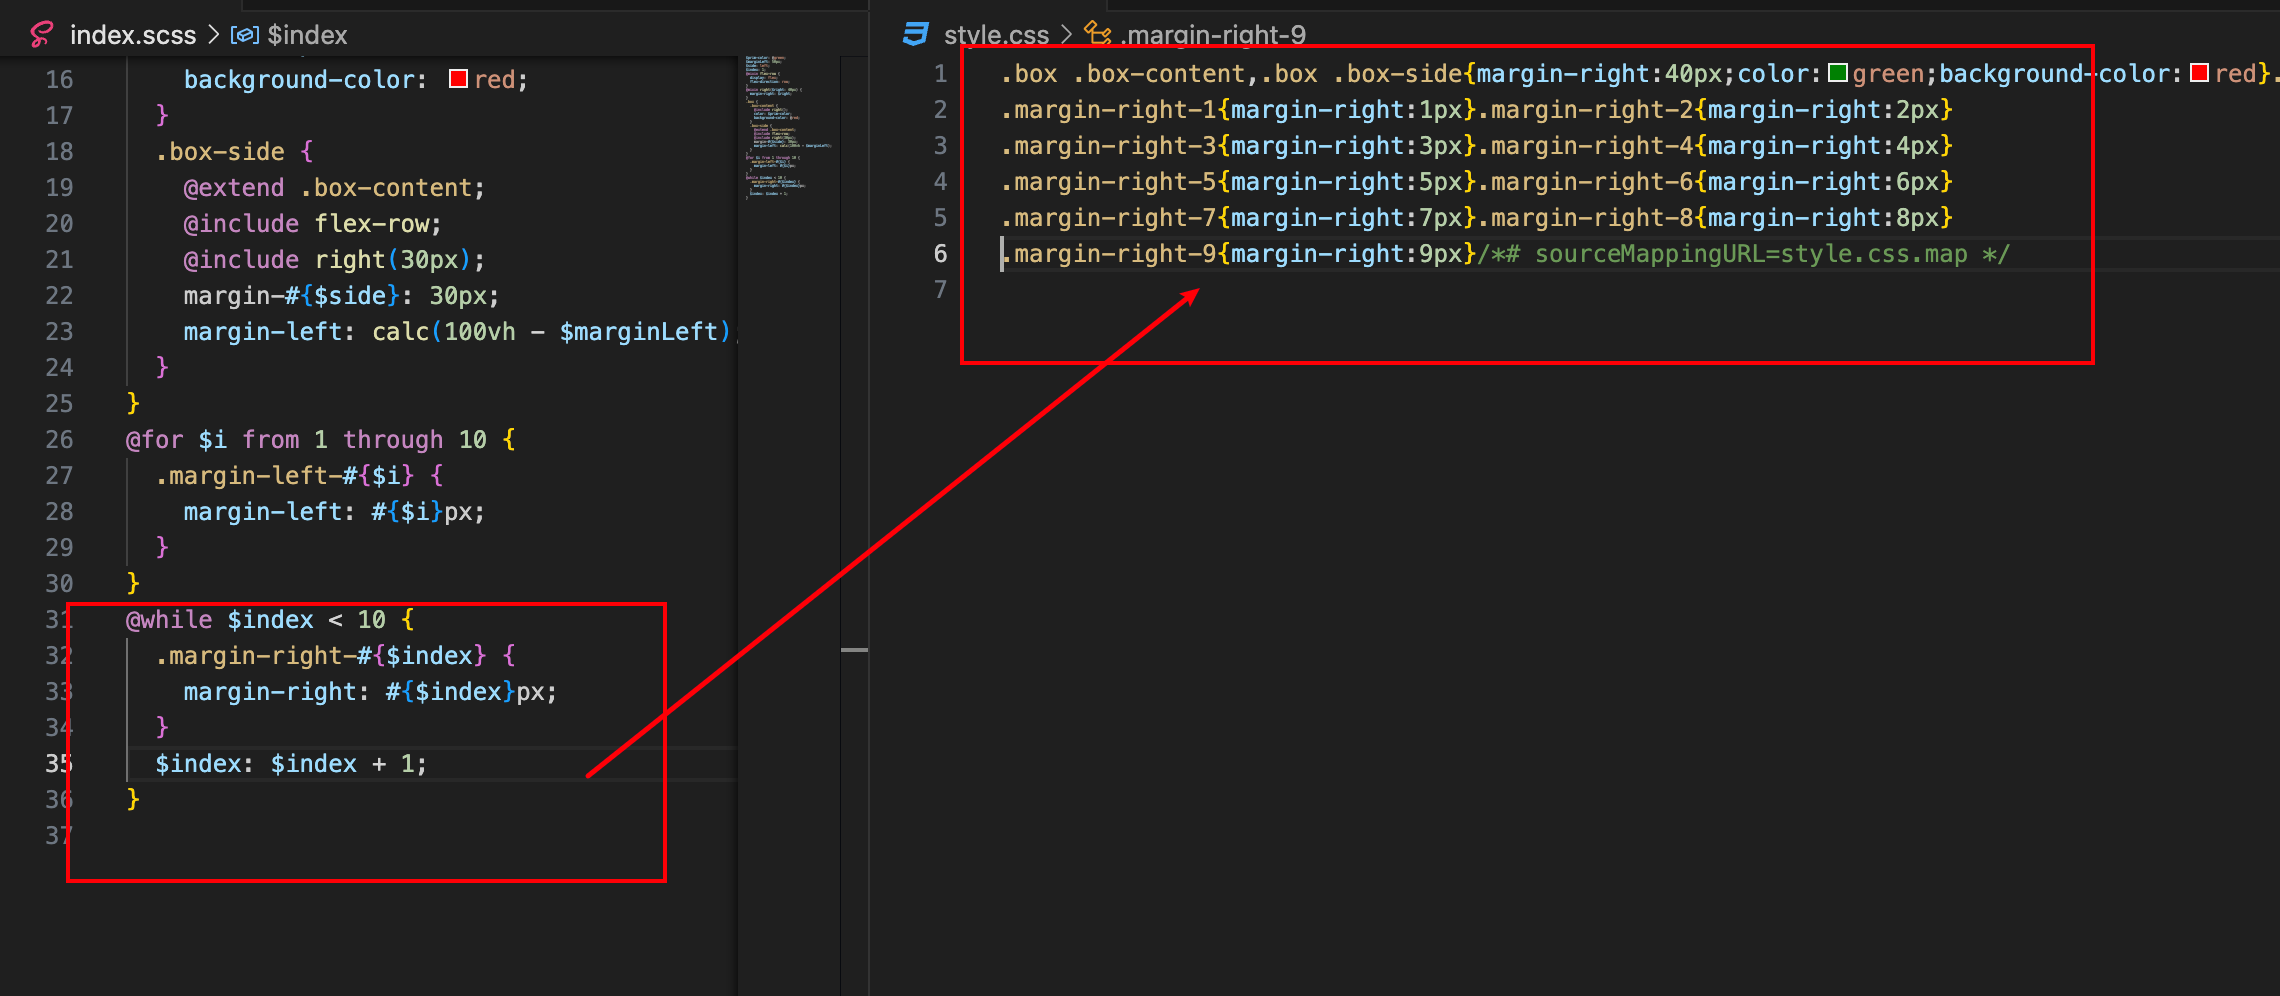 index.scss > $index
16 background-color: red;
17 }
18 .box-side {
19 @extend .box-content;
20 @include flex-row;
21 @include right(30px);
22 margin-#{$side}: 30px;
23 margin-left: calc(100vh - $marginLeft);
24 }
25 }
26 @for $i from 1 through 10 {
27 .margin-left-#{$i} {
28 margin-left: #{$i}px;
29 }
30 }
31 @while $index < 10 {
32 .margin-right-#{$index} {
33 margin-right: #{$index}px;
34 }
35 $index: $index + 1;
36 }
37
style.css > .margin-right-9
1 .box .box-content,.box .box-side{margin-right:40px;color:green;background-color:red}.
2 .margin-right-1{margin-right:1px}.margin-right-2{margin-right:2px}
3 .margin-right-3{margin-right:3px}.margin-right-4{margin-right:4px}
4 .margin-right-5{margin-right:5px}.margin-right-6{margin-right:6px}
5 .margin-right-7{margin-right:7px}.margin-right-8{margin-right:8px}
6 .margin-right-9{margin-right:9px}/*# sourceMappingURL=style.css.map */
7